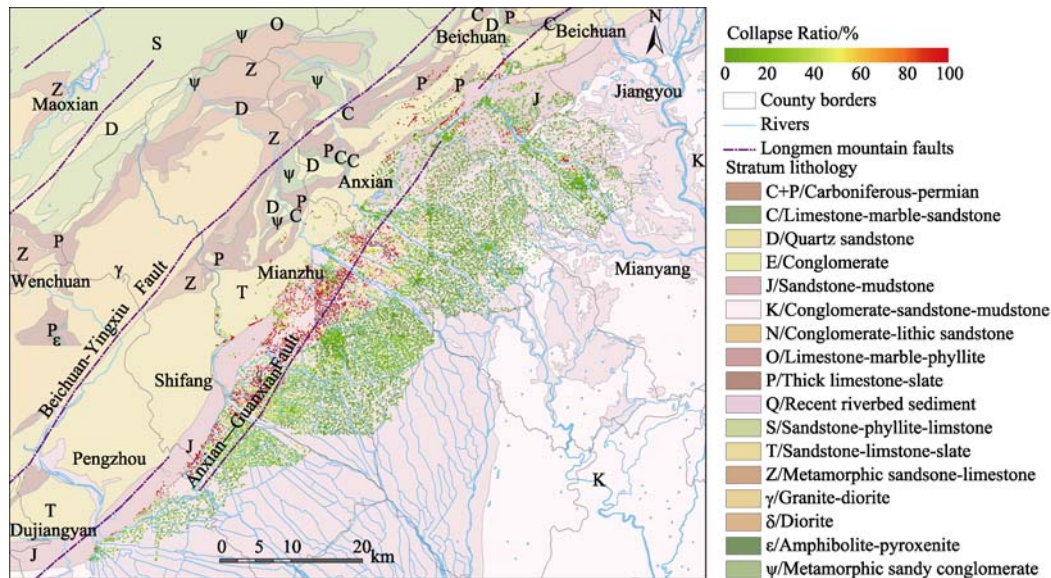 O
C
P
N
S
ψ
D
C
Beichuan
Beichuan
Z
ψ
ψ
P
P
Z
Maoxian
D
C
J
Jiangyou
D
Z
P
C
C
K
D
ψ
Anxian
D
P
ψ
C
P
Z
Wenchuan
γ
P
Z
Mianzhu
T
Mianyang
P
ε
Beichuan-Yingxiu Fault
Shifang
Anxian—Guanxian Fault
J
Pengzhou
K
T
Dujiangyan
J
0 5 10 20
km
Collapse Ratio/%
0 20 40 60 80 100
County borders
Rivers
Longmen mountain faults
Stratum lithology
C+P/Carboniferous-permian
C/Limestone-marble-sandstone
D/Quartz sandstone
E/Conglomerate
J/Sandstone-mudstone
K/Conglomerate-sandstone-mudstone
N/Conglomerate-lithic sandstone
O/Limestone-marble-phyllite
P/Thick limestone-slate
Q/Recent riverbed sediment
S/Sandstone-phyllite-limstone
T/Sandstone-limstone-slate
Z/Metamorphic sandsone-limestone
γ/Granite-diorite
δ/Diorite
ε/Amphibolite-pyroxenite
ψ/Metamorphic sandy conglomerate